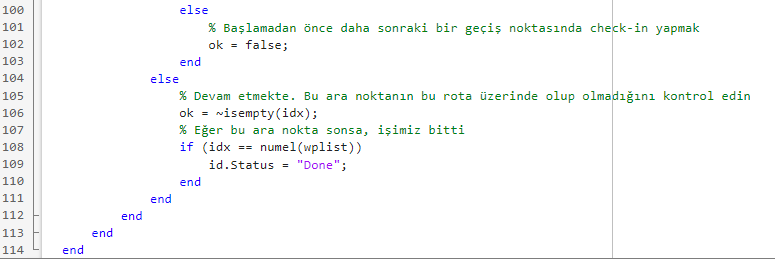 100 else
101 % Başlamadan önce daha sonraki bir geçiş noktasında check-in yapmak
102 ok = false;
103 end
104 else
105 % Devam etmekte. Bu ara noktanın bu rota üzerinde olup olmadığını kontrol edin
106 ok = ~isempty(idx);
107 % Eğer bu ara nokta sonsa, işimiz bitti
108 if (idx == numel(wplist))
109 id.Status = "Done";
110 end
111 end
112 end
113 end
114 end